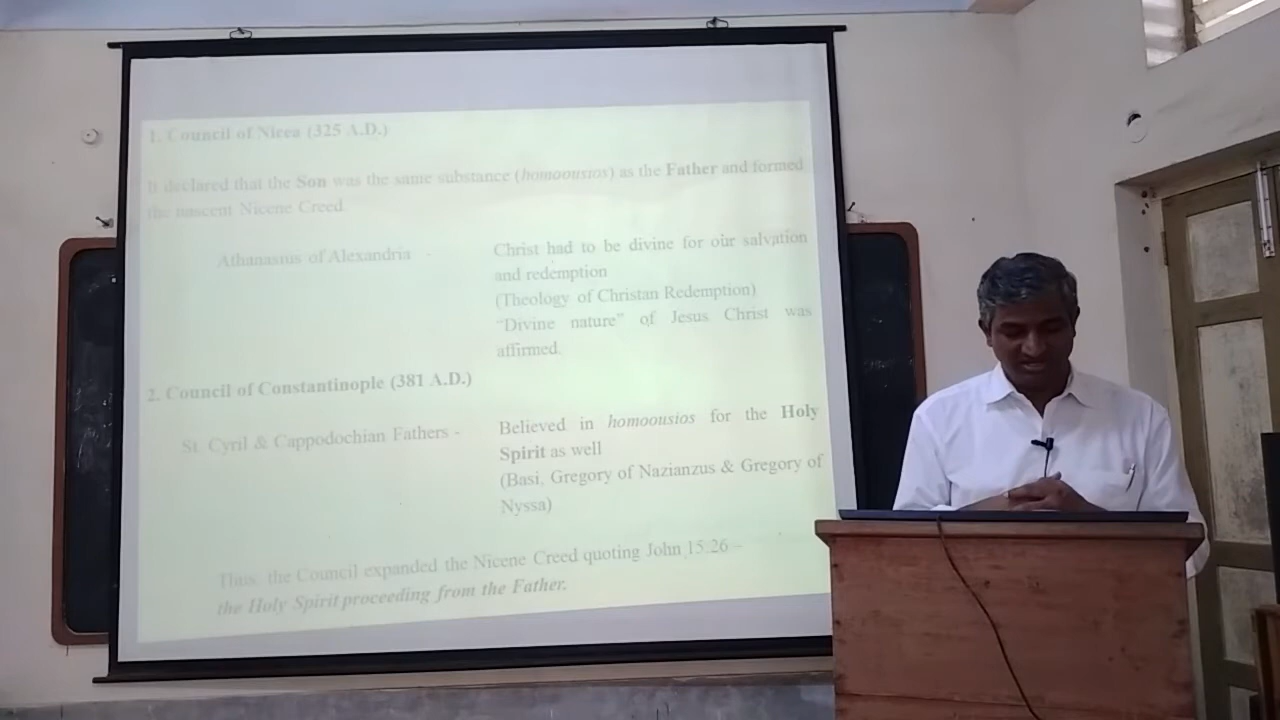 1. Council of Nicea (325 A.D.)
It declared that the Son was the same substance (homoousios) as the Father and formed
the nascent Nicene Creed.
Athanasius of Alexandria -
Christ had to be divine for our salvation
and redemption
(Theology of Christan Redemption)
“Divine nature” of Jesus Christ was
affirmed.
2. Council of Constantinople (381 A.D.)
St. Cyril & Cappodochian Fathers -
Believed in homoousios for the Holy
Spirit as well
(Basi, Gregory of Nazianzus & Gregory of
Nyssa)
Thus, the Council expanded the Nicene Creed quoting John 15:26 –
the Holy Spirit proceeding from the Father.